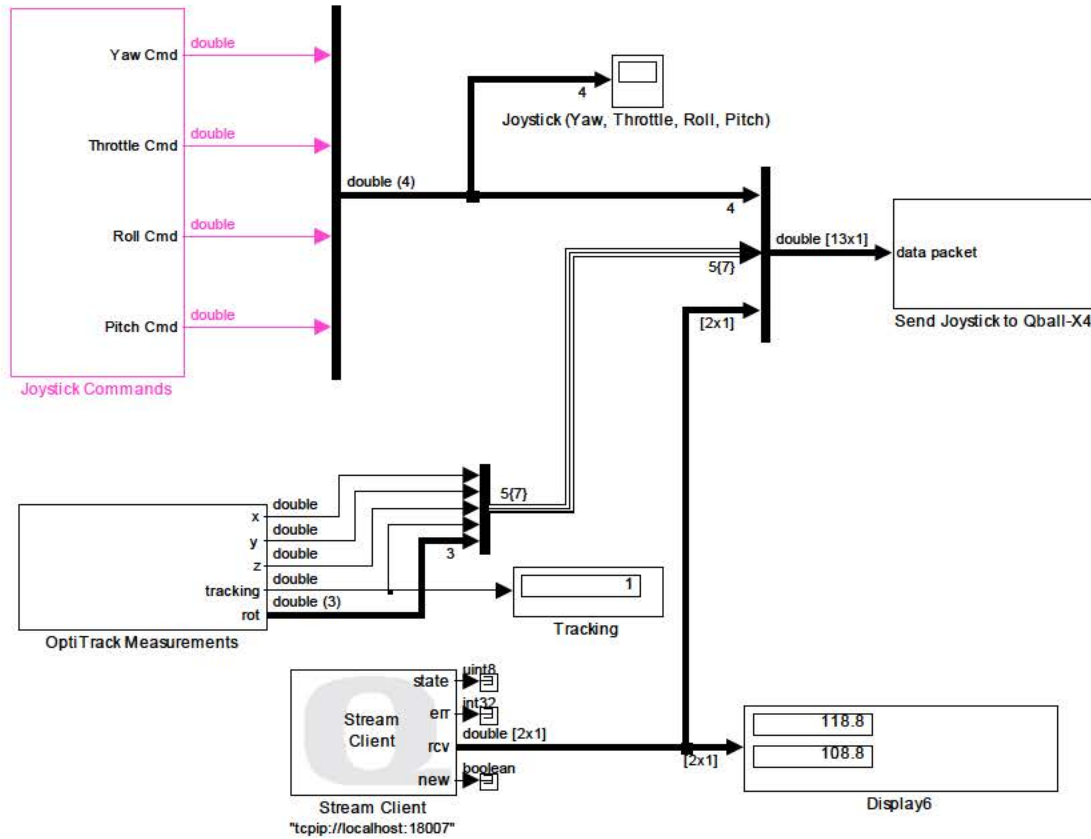 Yaw Cmd
double
Throttle Cmd
double
Roll Cmd
double
Pitch Cmd
double
Joystick Commands
double (4)
4
Joystick (Yaw, Throttle, Roll, Pitch)
4
5{7}
[2x1]
double [13x1]
data packet
Send Joystick to Qball-X4
x
double
y
double
z
double
tracking
double
rot
double (3)
OptiTrack Measurements
3
5{7}
1
Tracking
Stream
Client
state
uint8
err
int32
rcv
double [2x1]
new
boolean
Stream Client
"tcpip://localhost:18007"
[2x1]
118.8
108.8
Display6